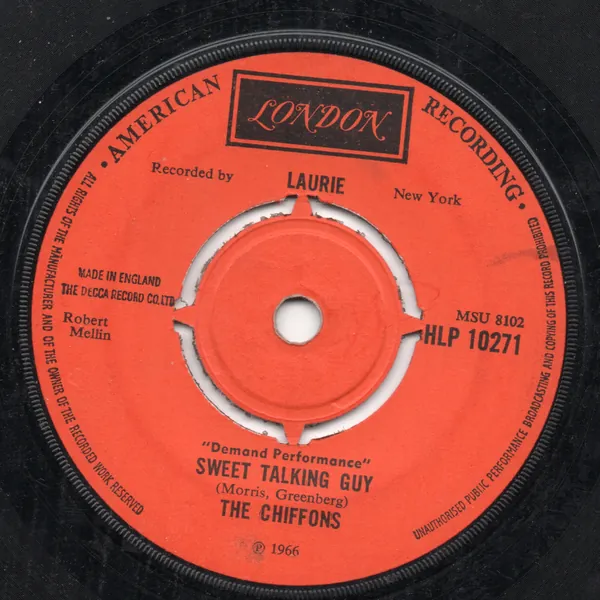 • AMERICAN RECORDING •
LONDON
Recorded by LAURIE New York
MADE IN ENGLAND
THE DECCA RECORD CO.LTD
Robert
Mellin
MSU 8102
HLP 10271
"Demand Performance"
SWEET TALKING GUY
(Morris, Greenberg)
THE CHIFFONS
℗ 1966
ALL RIGHTS OF THE MANUFACTURER AND OF THE OWNER OF THE RECORDED WORK RESERVED
UNAUTHORISED PUBLIC PERFORMANCE BROADCASTING AND COPYING OF THIS RECORD PROHIBITED